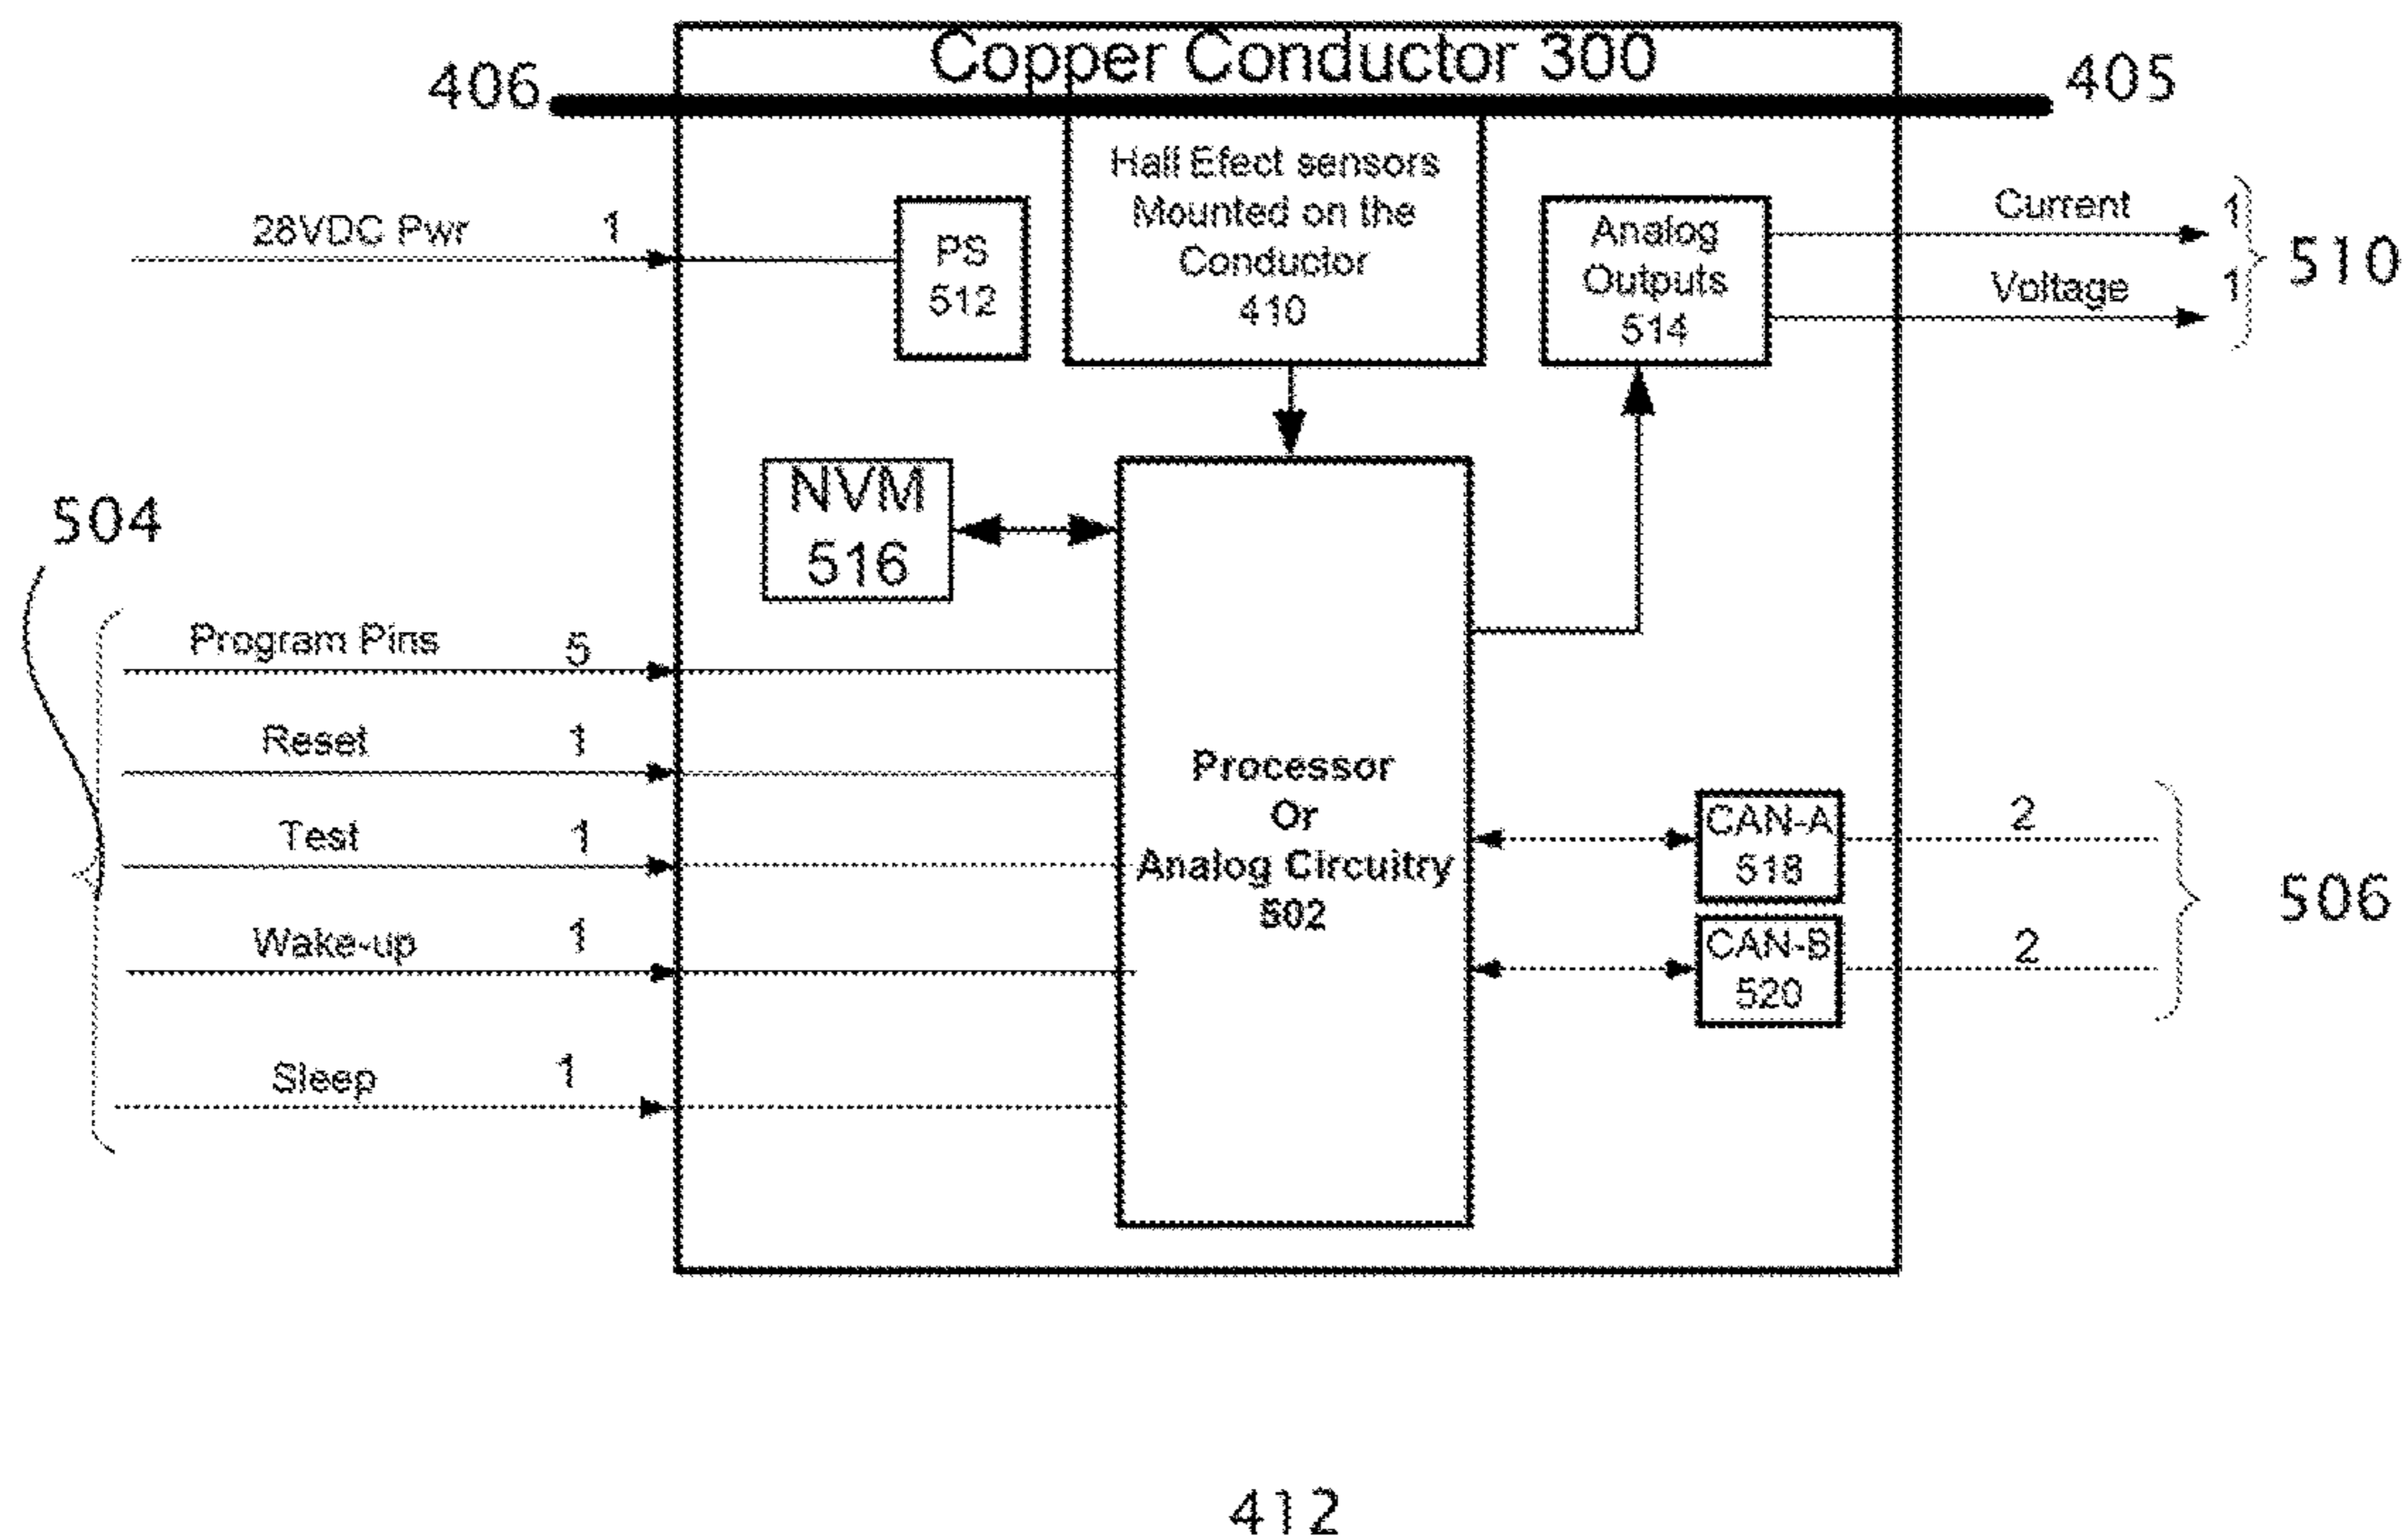 Copper Conductor 300
406
405
28VDC Pwr
1
PS
512
Hall Efect sensors
Mounted on the
Conductor
410
Analog
Outputs
514
Current
1
Voltage
1
510
NVM
516
504
Program Pins
5
Reset
1
Test
1
Wake-up
1
Sleep
1
Processor
Or
Analog Circuitry
502
CAN-A
518
2
CAN-B
520
2
506
412